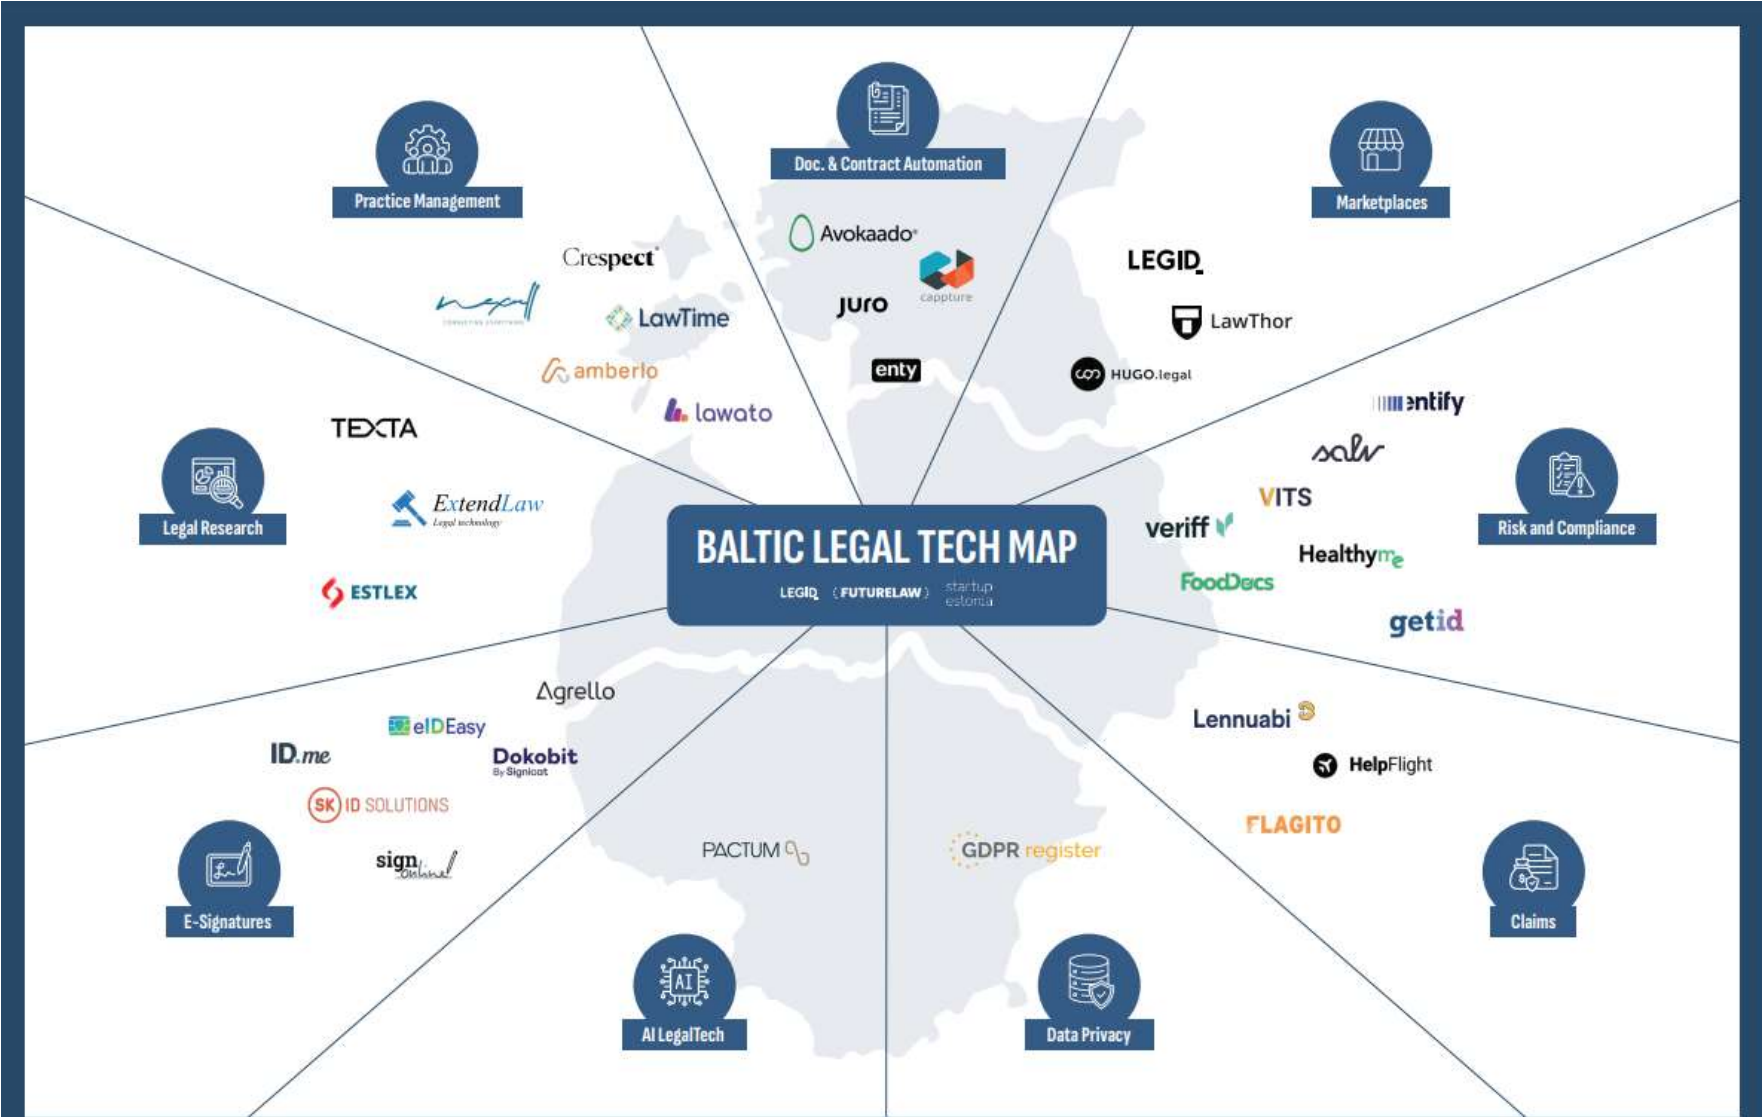 Doc. & Contract Automation
Avokaado
cappture
JURO
enty
Practice Management
Crespect
LawTime
amberlo
lawato
Marketplaces
LEGID
LawThor
HUGO.legal
Legal Research
TEXTA
ExtendLaw
Legal technology
ESTLEX
BALTIC LEGAL TECH MAP
LEGID (FUTURELAW) startup
estonia
Risk and Compliance
entify
salv
VITS
veriff
Healthyme
FoodDocs
getid
E-Signatures
Agrello
eIDEasy
ID.me
Dokobit
By Signicat
SK ID SOLUTIONS
sign
online
AI LegalTech
AI
PACTUM
Data Privacy
GDPR register
Claims
Lennuabi
HelpFlight
FLAGITO